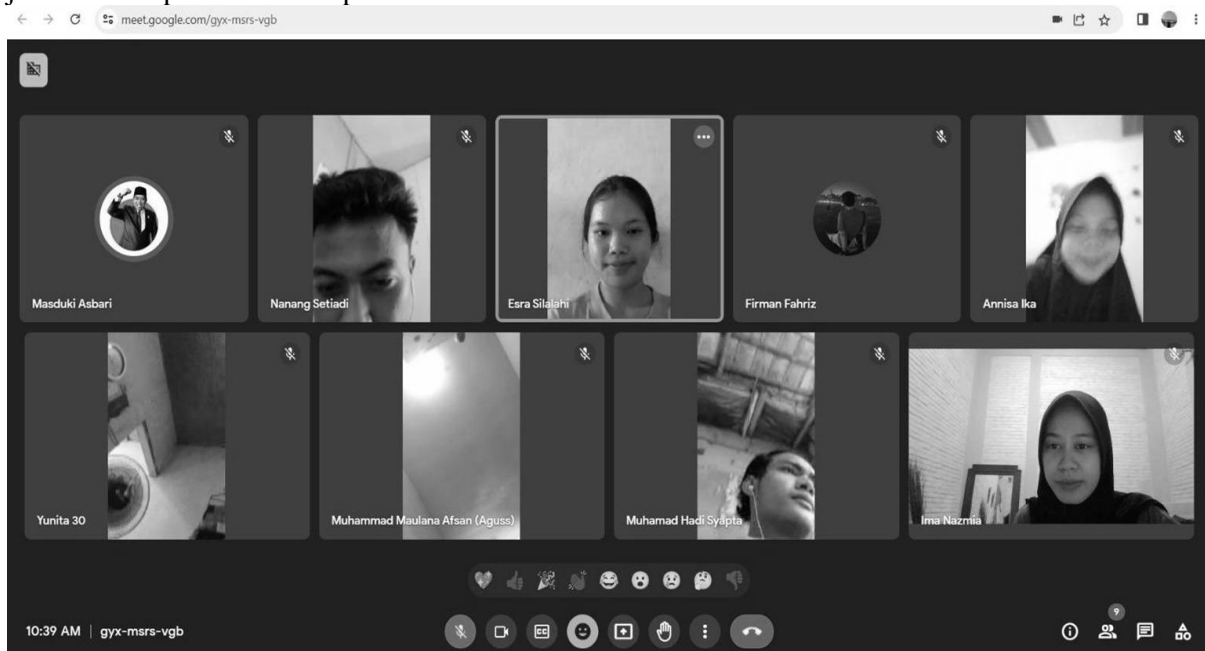 meet.google.com/gyx-msrs-vgb
Masduki Asbari
Nanang Setiadi
Esra Silalahi
Firman Fahriz
Annisa Ika
Yunita 30
Muhammad Maulana Afsan (Aguss)
Muhamad Hadi Syapta
Ima Nazmia
10:39 AM | gyx-msrs-vgb
CC
9